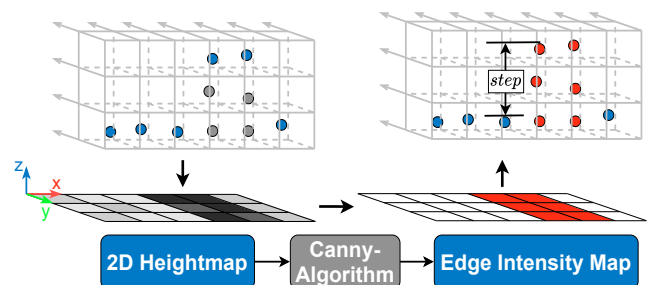 step
z
x
y
2D Heightmap
Canny-
Algorithm
Edge Intensity Map